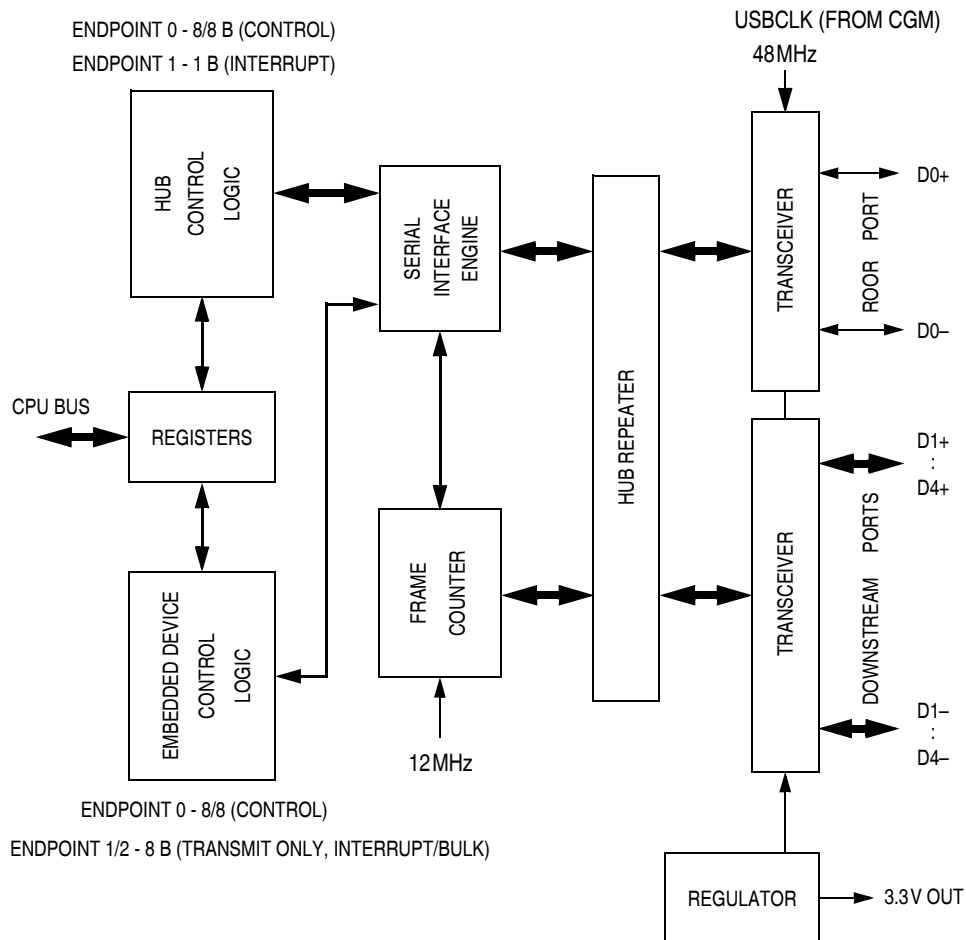 ENDPOINT 0 - 8/8 B (CONTROL)
ENDPOINT 1 - 1 B (INTERRUPT)
USBCLK (FROM CGM)
48MHz
HUB
CONTROL
LOGIC
SERIAL
INTERFACE
ENGINE
HUB REPEATER
TRANSCEIVER
ROOR PORT
D0+
D0–
CPU BUS
REGISTERS
EMBEDDED DEVICE
CONTROL
LOGIC
FRAME
COUNTER
12MHz
TRANSCEIVER
DOWNSTREAM PORTS
D1+
:
D4+
D1–
:
D4–
ENDPOINT 0 - 8/8 (CONTROL)
ENDPOINT 1/2 - 8 B (TRANSMIT ONLY, INTERRUPT/BULK)
REGULATOR
3.3V OUT